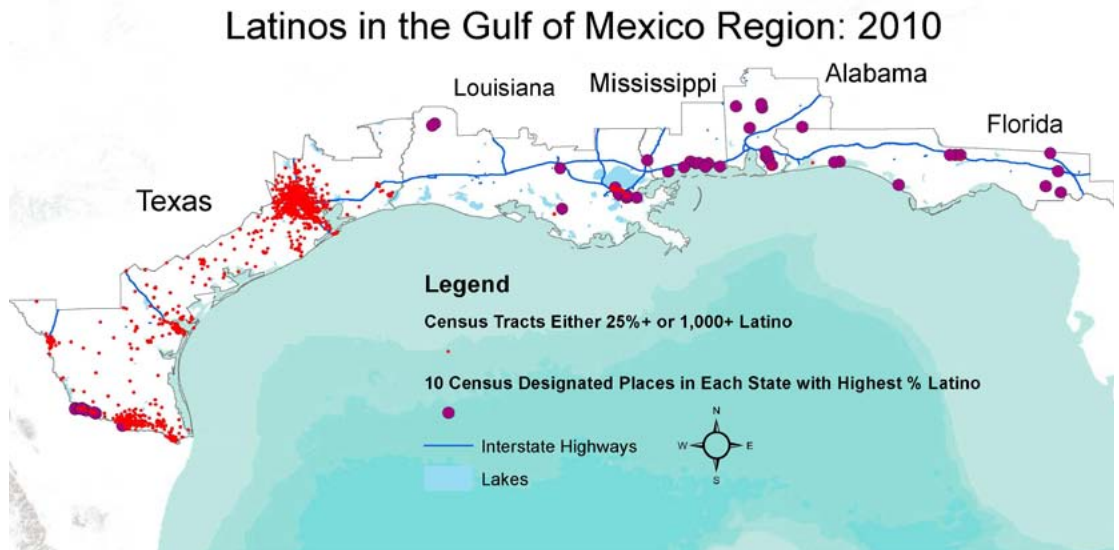 Latinos in the Gulf of Mexico Region: 2010
Louisiana
Mississippi
Alabama
Florida
Texas
Legend
Census Tracts Either 25%+ or 1,000+ Latino
10 Census Designated Places in Each State with Highest % Latino
Interstate Highways
Lakes
N
W E
S